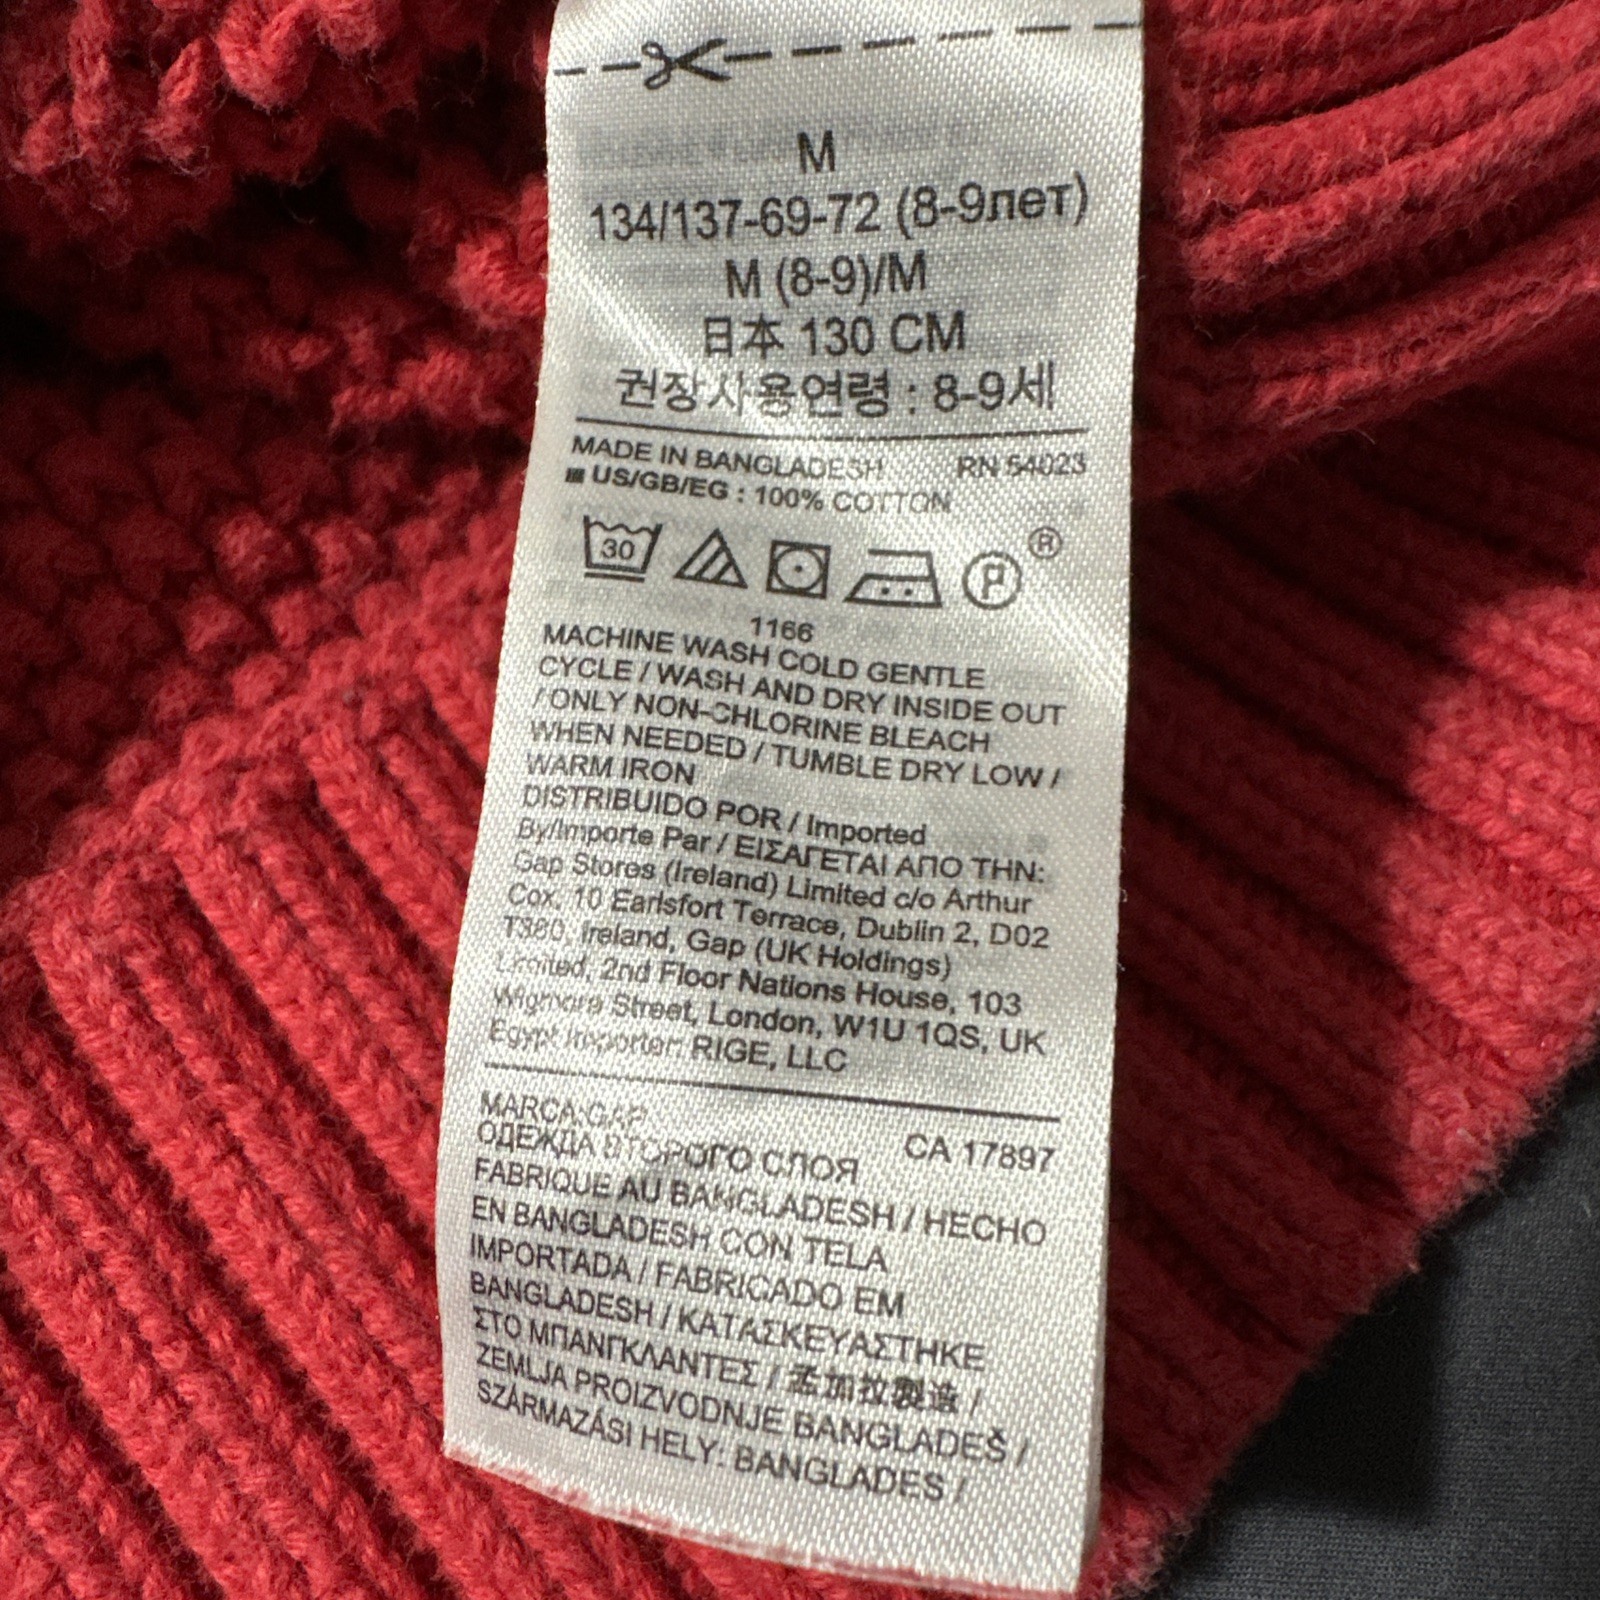 M
134/137-69-72 (8-9лет)
M (8-9)/M
日本 130 CM
권장사용연령 : 8-9세
MADE IN BANGLADESH RN 54023
US/GB/EG : 100% COTTON
30 P ®
1166
MACHINE WASH COLD GENTLE
CYCLE / WASH AND DRY INSIDE OUT
/ ONLY NON-CHLORINE BLEACH
WHEN NEEDED / TUMBLE DRY LOW /
WARM IRON
DISTRIBUIDO POR / Imported
By/Importe Par / ΕΙΣΑΓΕΤΑΙ ΑΠΟ ΤΗΝ:
Gap Stores (Ireland) Limited c/o Arthur
Cox, 10 Earlsfort Terrace, Dublin 2, D02
T380, Ireland, Gap (UK Holdings)
Limited, 2nd Floor Nations House, 103
Wigmore Street, London, W1U 1QS, UK
Egypt Importer: RIGE, LLC
MARCA:GAP
ОДЕЖДА ВТОРОГО СЛОЯ CA 17897
FABRIQUE AU BANGLADESH / HECHO
EN BANGLADESH CON TELA
IMPORTADA / FABRICADO EM
BANGLADESH / ΚΑΤΑΣΚΕΥΑΣΤΗΚΕ
ΣΤΟ ΜΠΑΝΓΚΛΑΝΤΕΣ / 孟加拉製造 /
ZEMLJA PROIZVODNJE BANGLADEŠ /
SZÁRMAZÁSI HELY: BANGLADES /